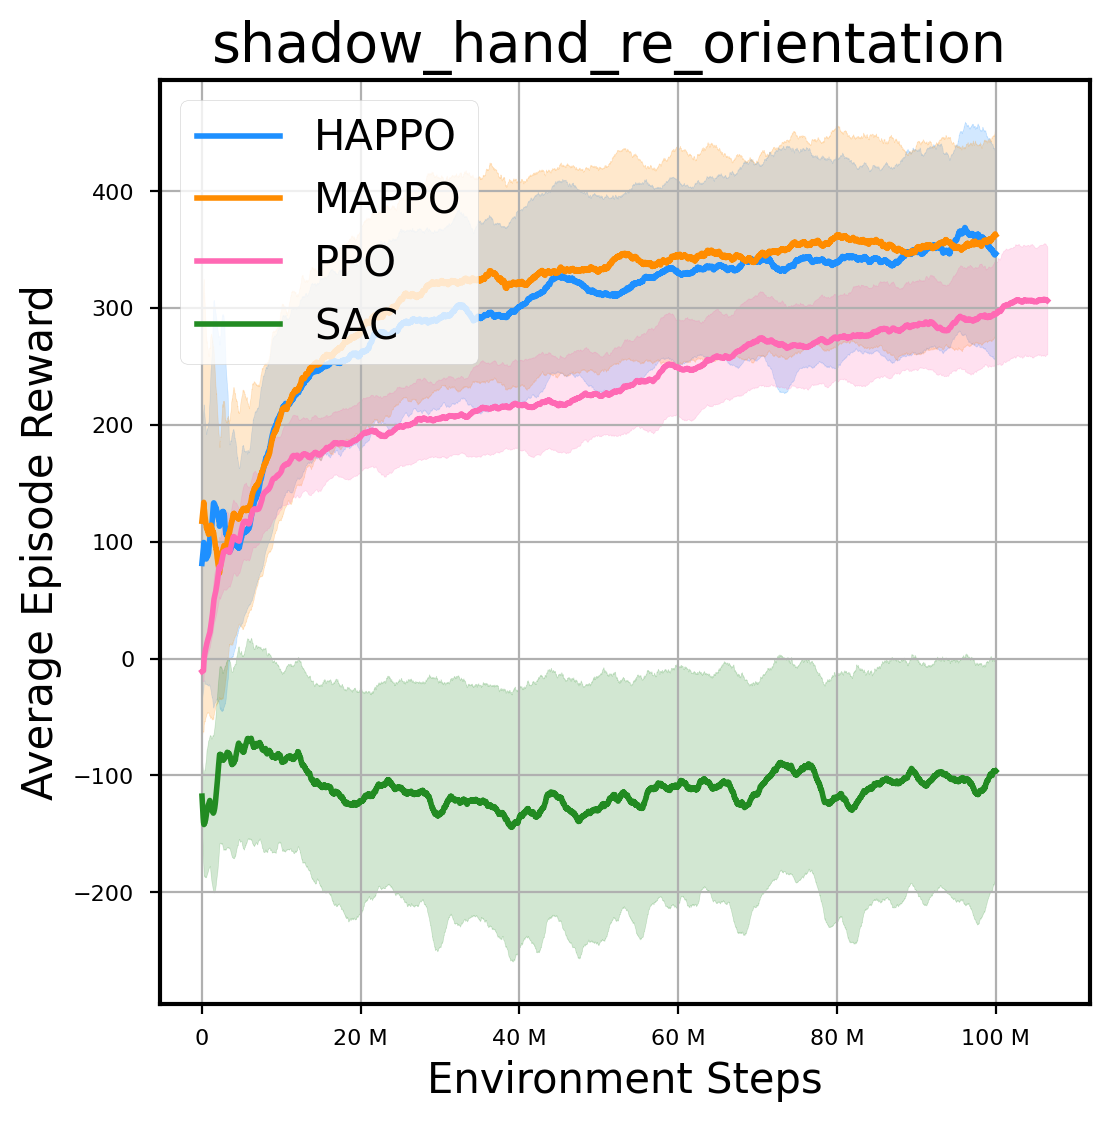 shadow_hand_re_orientation
HAPPO
MAPPO
PPO
SAC
Average Episode Reward
400
300
200
100
0
−100
−200
0
20 M
40 M
60 M
80 M
100 M
Environment Steps